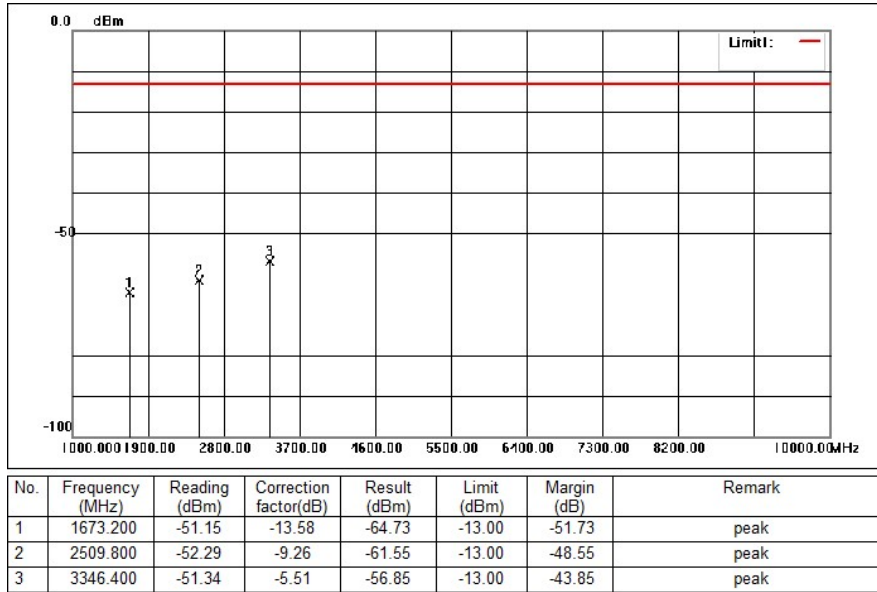 0.0 dBm
Limit1:
1
2
3
-50
-100
1000.000 1900.00 2800.00 3700.00 4600.00 5500.00 6400.00 7300.00 8200.00 10000.00 MHz
No. Frequency (MHz) Reading (dBm) Correction factor(dB) Result (dBm) Limit (dBm) Margin (dB) Remark
1 1673.200 -51.15 -13.58 -64.73 -13.00 -51.73 peak
2 2509.800 -52.29 -9.26 -61.55 -13.00 -48.55 peak
3 3346.400 -51.34 -5.51 -56.85 -13.00 -43.85 peak